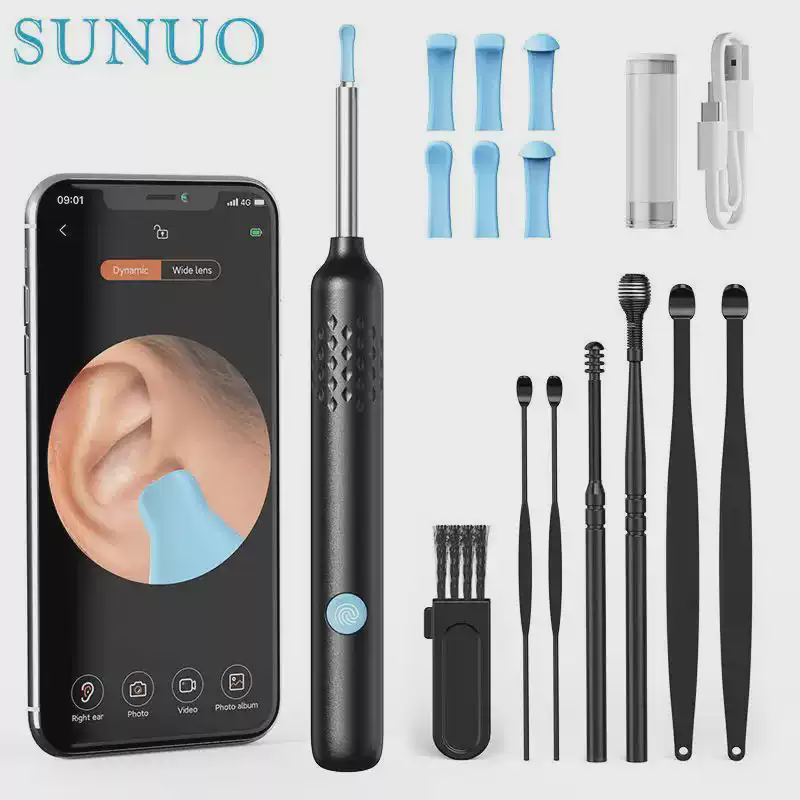 SUNUO
09:01
4G
Dynamic
Wide lens
Right ear
Photo
Video
Photo album